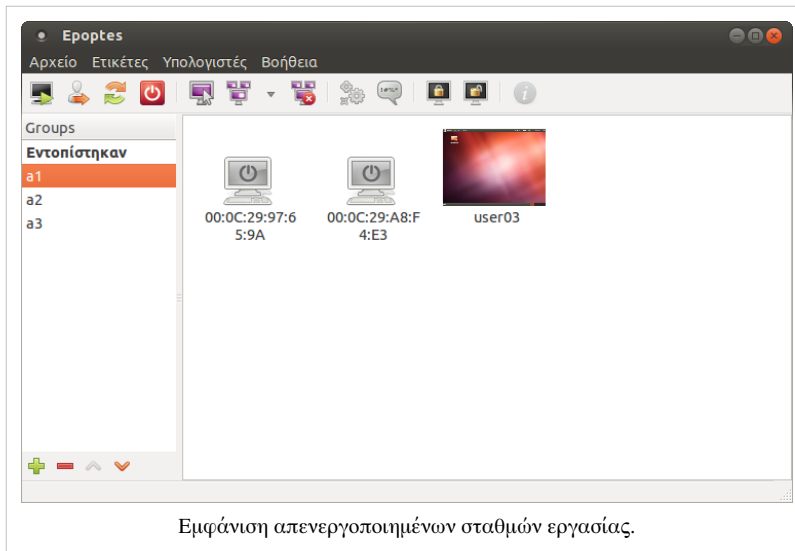 Epoptes
Αρχείο Ετικέτες Υπολογιστές Βοήθεια
Groups
Εντοπίστηκαν
a1
a2
a3
00:0C:29:97:6
5:9A
00:0C:29:A8:F
4:E3
user03
Εμφάνιση απενεργοποιημένων σταθμών εργασίας.